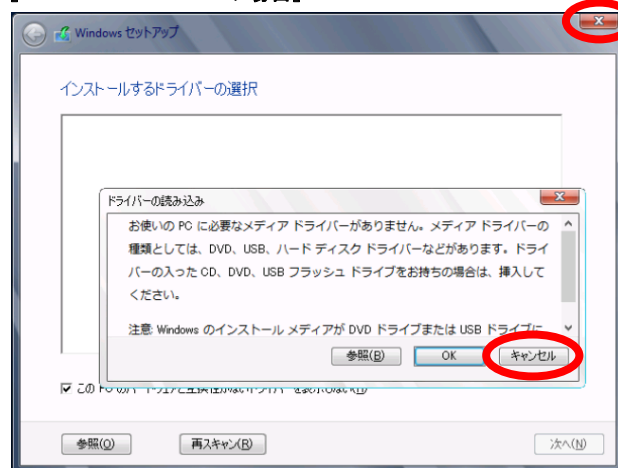 Windows セットアップ
インストールするドライバーの選択
ドライバーの読み込み
お使いの PC に必要なメディア ドライバーがありません。メディア ドライバーの
種類としては、DVD、USB、ハード ディスク ドライバーなどがあります。ドライ
バーの入った CD、DVD、USB フラッシュ ドライブをお持ちの場合は、挿入して
ください。
注意: Windows のインストール メディアが DVD ドライブまたは USB ドライブに
参照(B) OK キャンセル
参照(O) 再スキャン(R) 次へ(N)